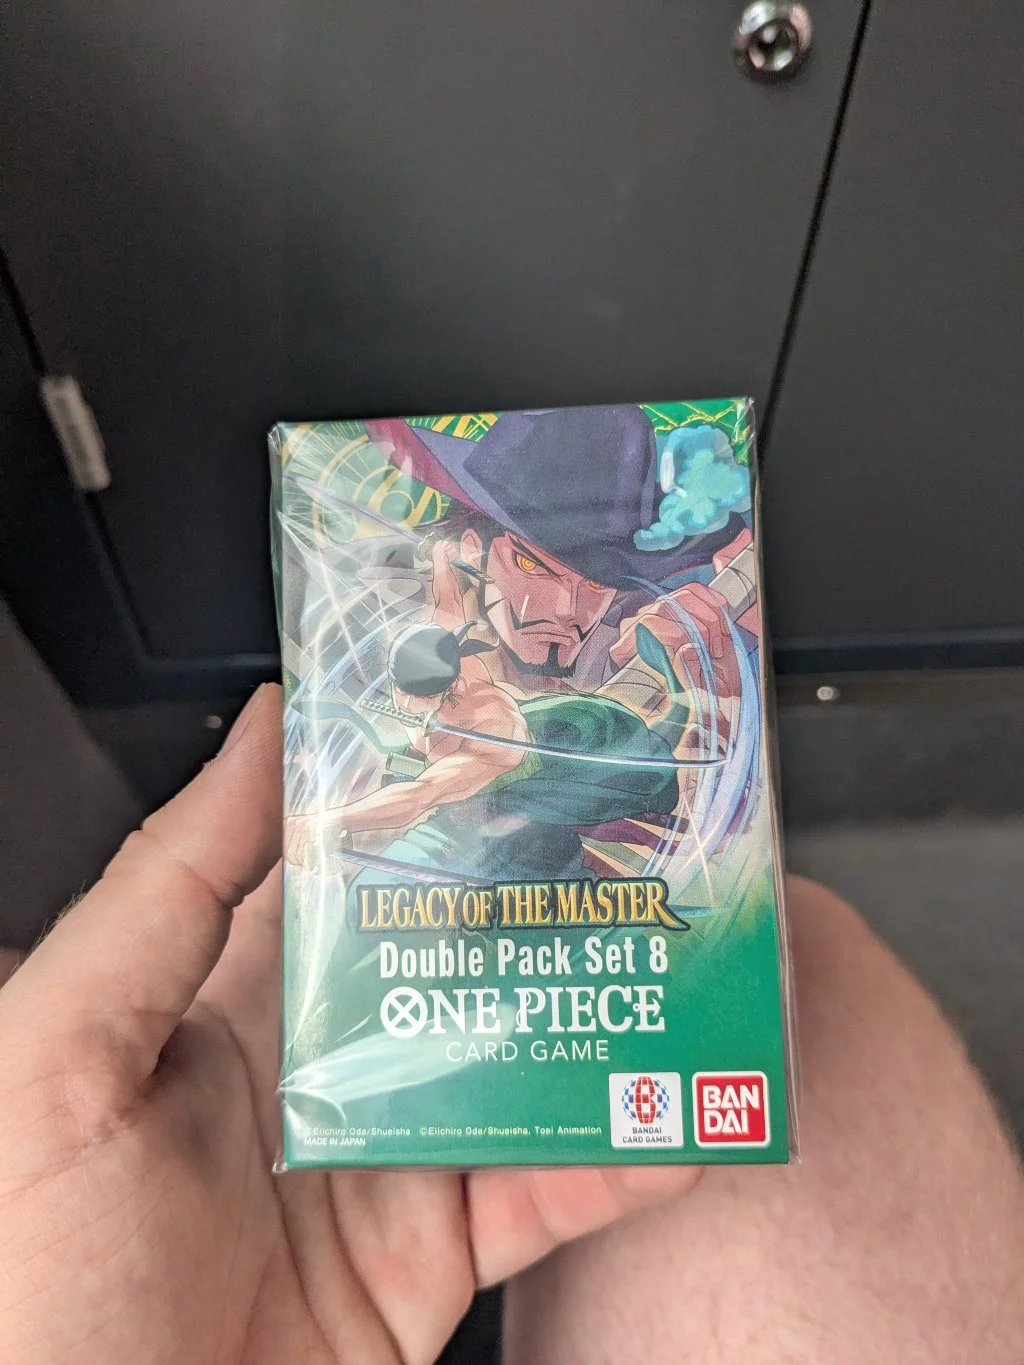 LEGACY OF THE MASTER
Double Pack Set 8
ONE PIECE
CARD GAME
©Eiichiro Oda/Shueisha ©Eiichiro Oda/Shueisha, Toei Animation
MADE IN JAPAN
BANDAI
CARD GAMES
BAN
DAI